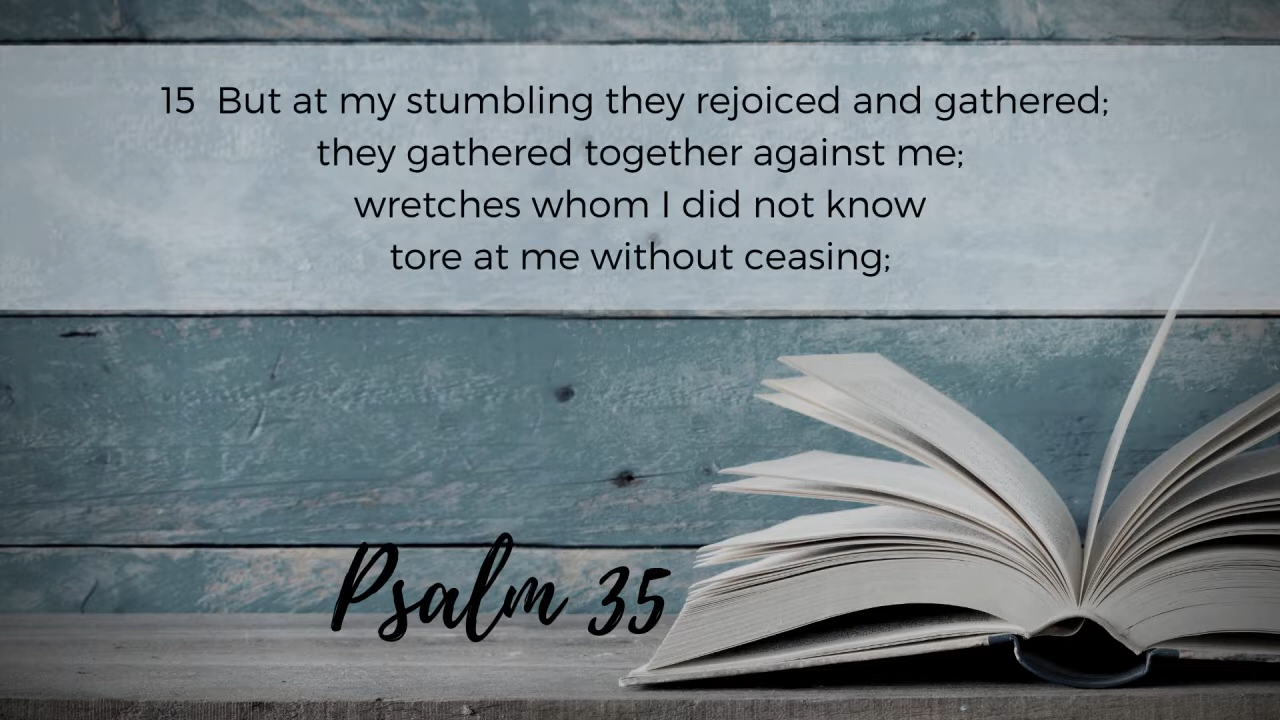 15 But at my stumbling they rejoiced and gathered;
they gathered together against me;
wretches whom I did not know
tore at me without ceasing;
Psalm 35